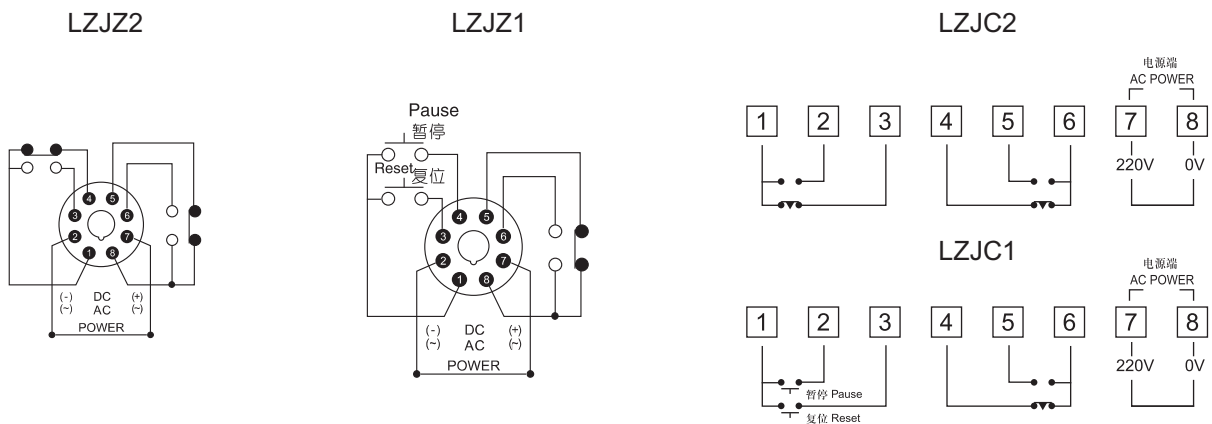 LZJZ2
4 5
3 6
2 7
1 8
(-) DC (+)
(~) AC (~)
POWER
LZJZ1
Pause
暂停
Reset 复位
4 5
3 6
2 7
1 8
(-) DC (+)
(~) AC (~)
POWER
LZJC2
电源端
AC POWER
1 2 3 4 5 6 7 8
220V 0V
LZJC1
电源端
AC POWER
1 2 3 4 5 6 7 8
220V 0V
暂停 Pause
复位 Reset